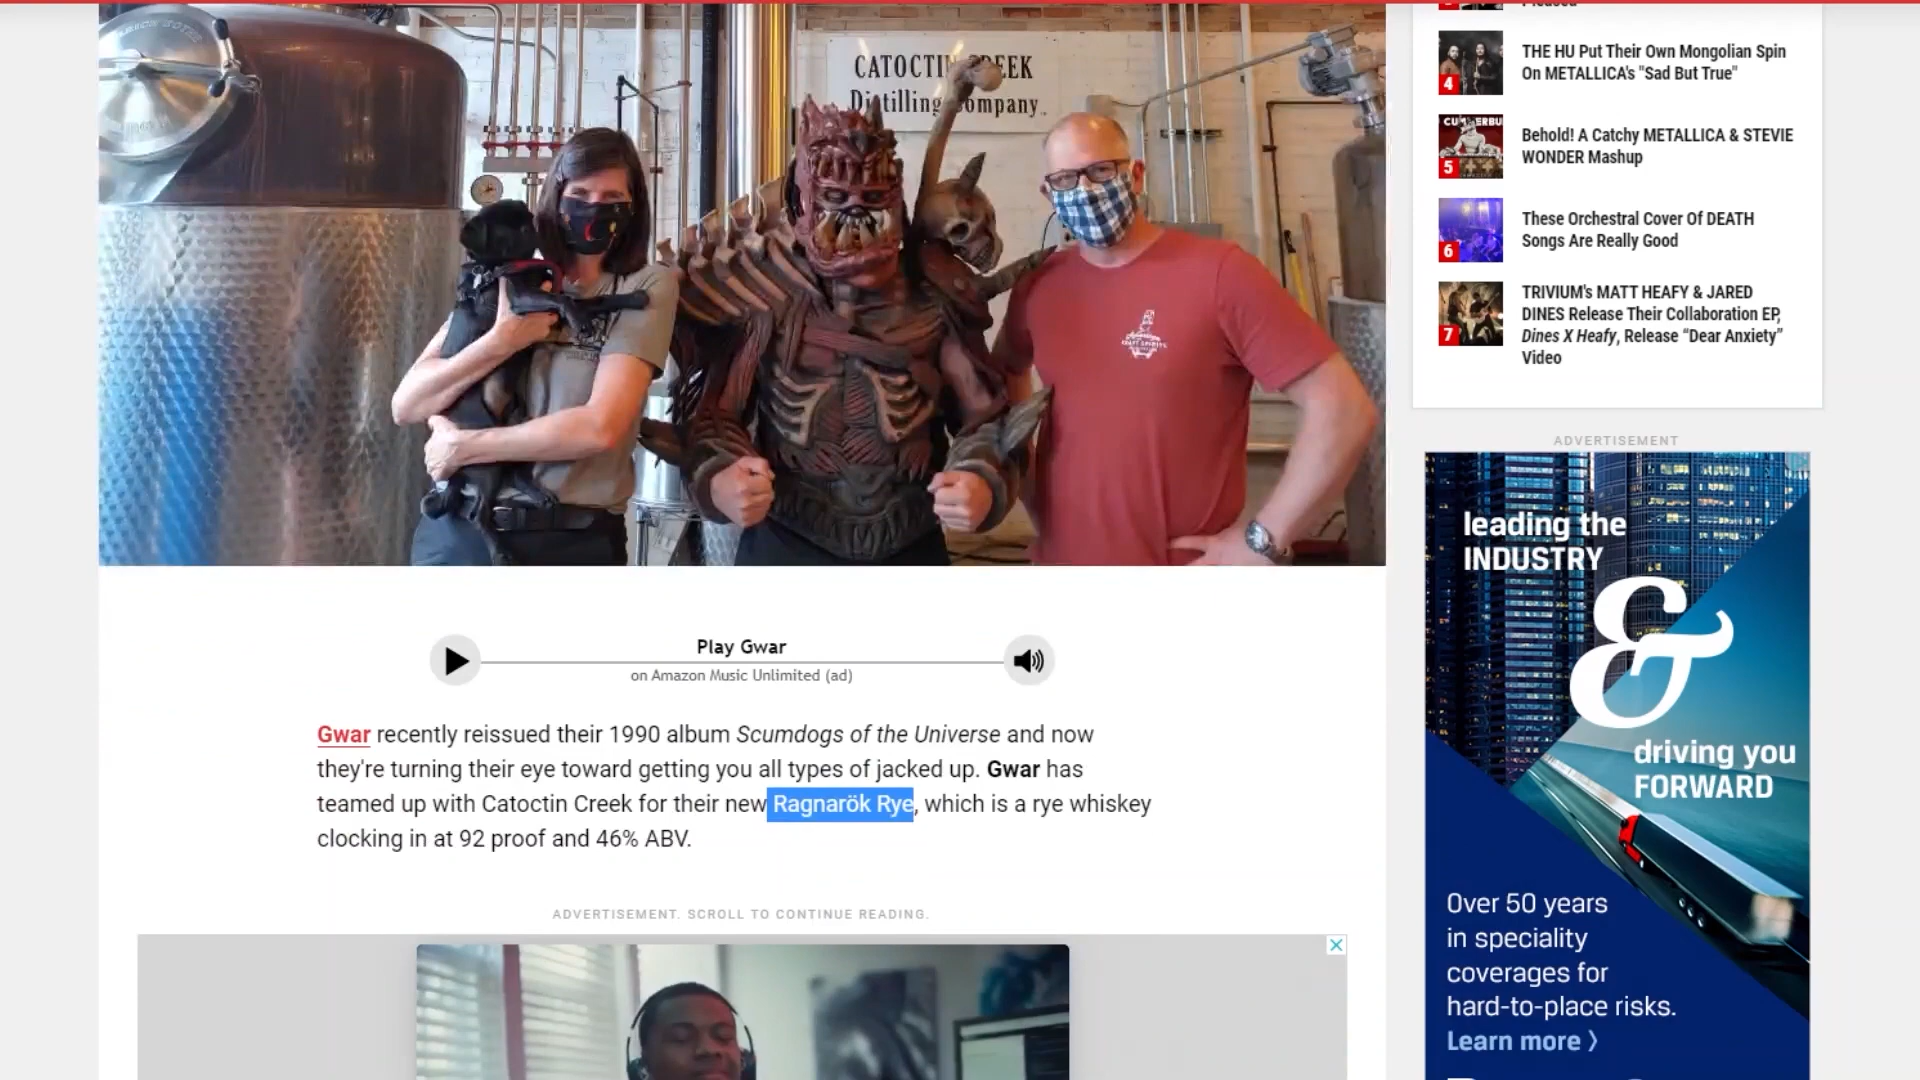 CATOCTIN
Distilling Company
THE HU Put Their Own Mongolian Spin
On METALLICA's "Sad But True"
4
Behold! A Catchy METALLICA & STEVIE
WONDER Mashup
5
These Orchestral Cover Of DEATH
Songs Are Really Good
6
TRIVIUM's MATT HEAFY & JARED
DINES Release Their Collaboration EP,
Dines X Heafy, Release “Dear Anxiety”
Video
7
ADVERTISEMENT
leading the
INDUSTRY
&
driving you
FORWARD
Over 50 years
in speciality
coverages for
hard-to-place risks.
Learn more
Play Gwar
on Amazon Music Unlimited (ad)
Gwar recently reissued their 1990 album Scumdogs of the Universe and now
they're turning their eye toward getting you all types of jacked up. Gwar has
teamed up with Catoctin Creek for their new Ragnarök Rye, which is a rye whiskey
clocking in at 92 proof and 46% ABV.
ADVERTISEMENT. SCROLL TO CONTINUE READING.